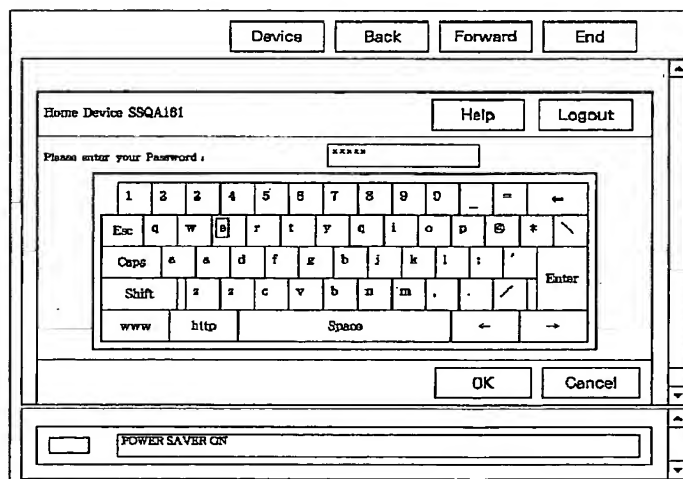 Device Back Forward End
Home Device SSQA161 Help Logout
Please enter your Password : *****
1 2 3 4 5 6 7 8 9 0 _ = ←
Esc q w e r t y q i o p @ * \
Caps a a d f g b j k l : ' Enter
Shift z z c v b n m , . /
www http Space ← →
OK Cancel
POWER SAVER ON